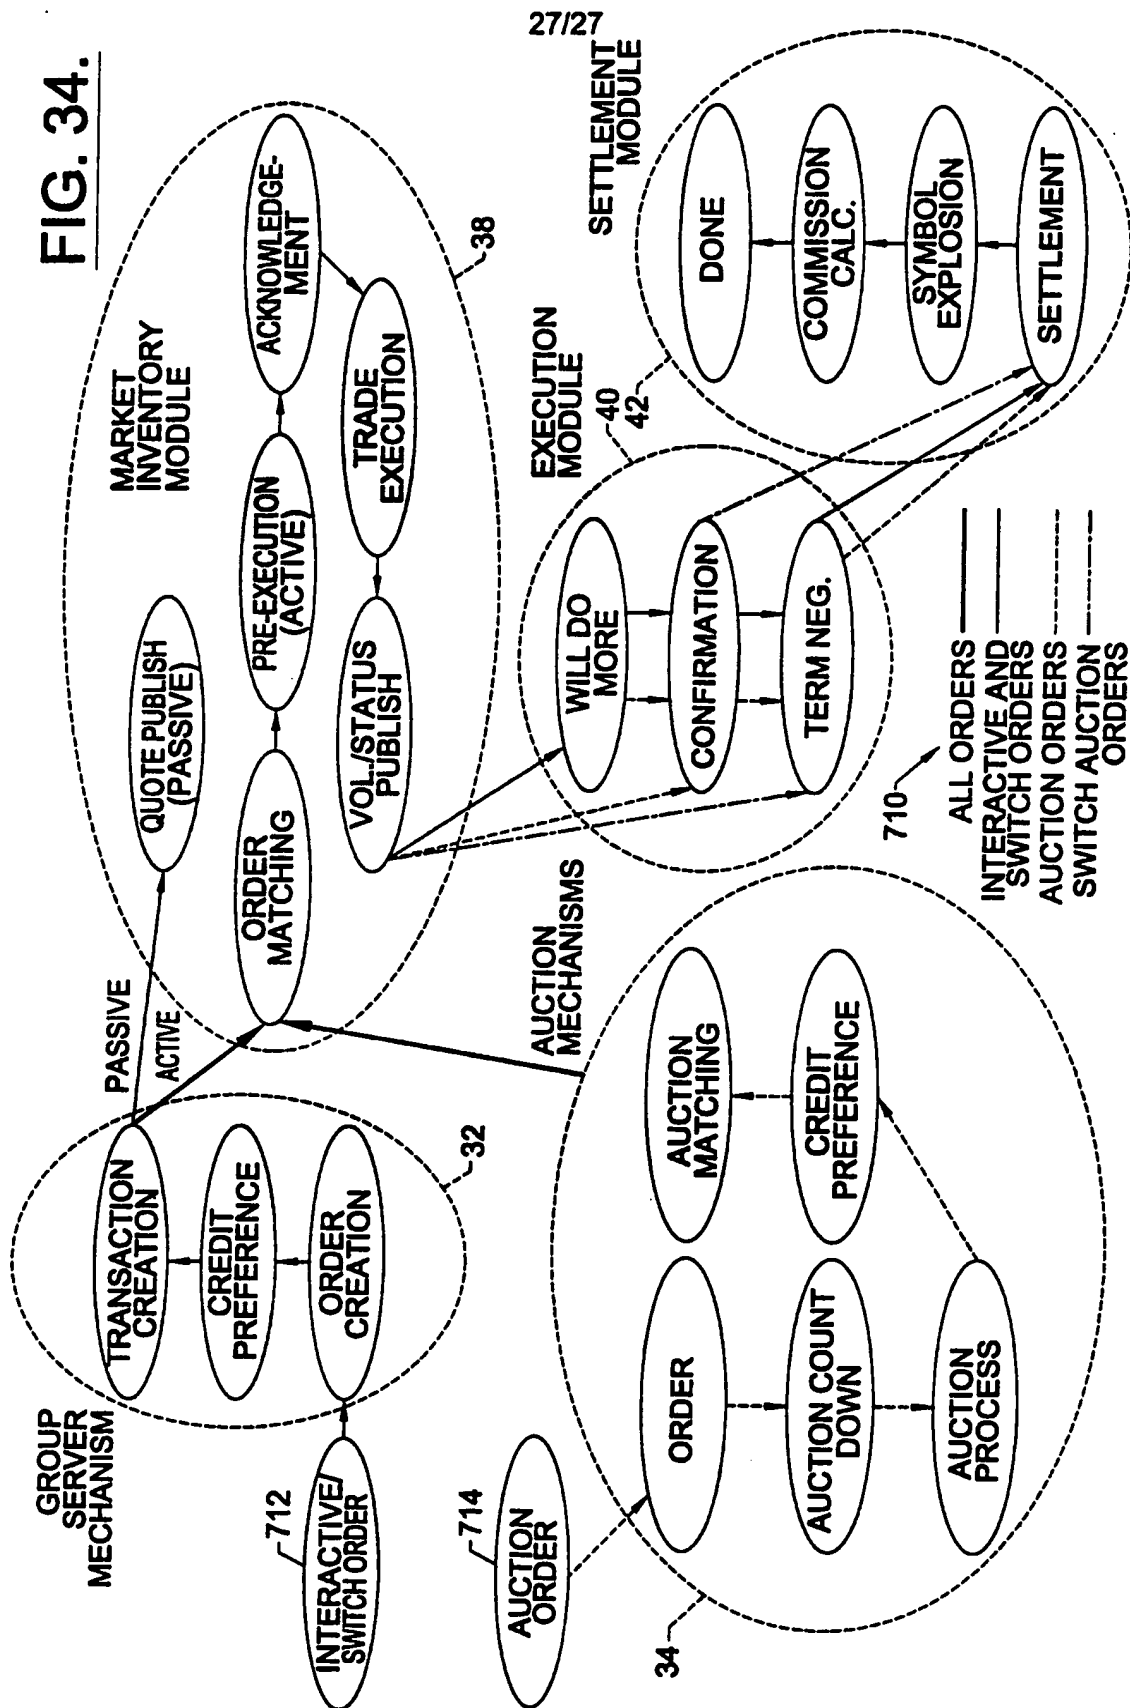 27/27
FIG. 34.
GROUP
SERVER
MECHANISM
712
INTERACTIVE/
SWITCH ORDER
TRANSACTION
CREATION
CREDIT
PREFERENCE
ORDER
CREATION
32
PASSIVE
ACTIVE
MARKET
INVENTORY
MODULE
QUOTE PUBLISH
(PASSIVE)
ORDER
MATCHING
PRE-EXECUTION
(ACTIVE)
ACKNOWLEDGE-
MENT
TRADE
EXECUTION
VOL./STATUS
PUBLISH
38
714
AUCTION
ORDER
AUCTION
MECHANISMS
ORDER
AUCTION COUNT
DOWN
AUCTION
PROCESS
CREDIT
PREFERENCE
AUCTION
MATCHING
34
EXECUTION
MODULE
40
42
WILL DO
MORE
CONFIRMATION
TERM NEG.
SETTLEMENT
MODULE
DONE
COMMISSION
CALC.
SYMBOL
EXPLOSION
SETTLEMENT
710
ALL ORDERS
INTERACTIVE AND
SWITCH ORDERS
AUCTION ORDERS
SWITCH AUCTION
ORDERS